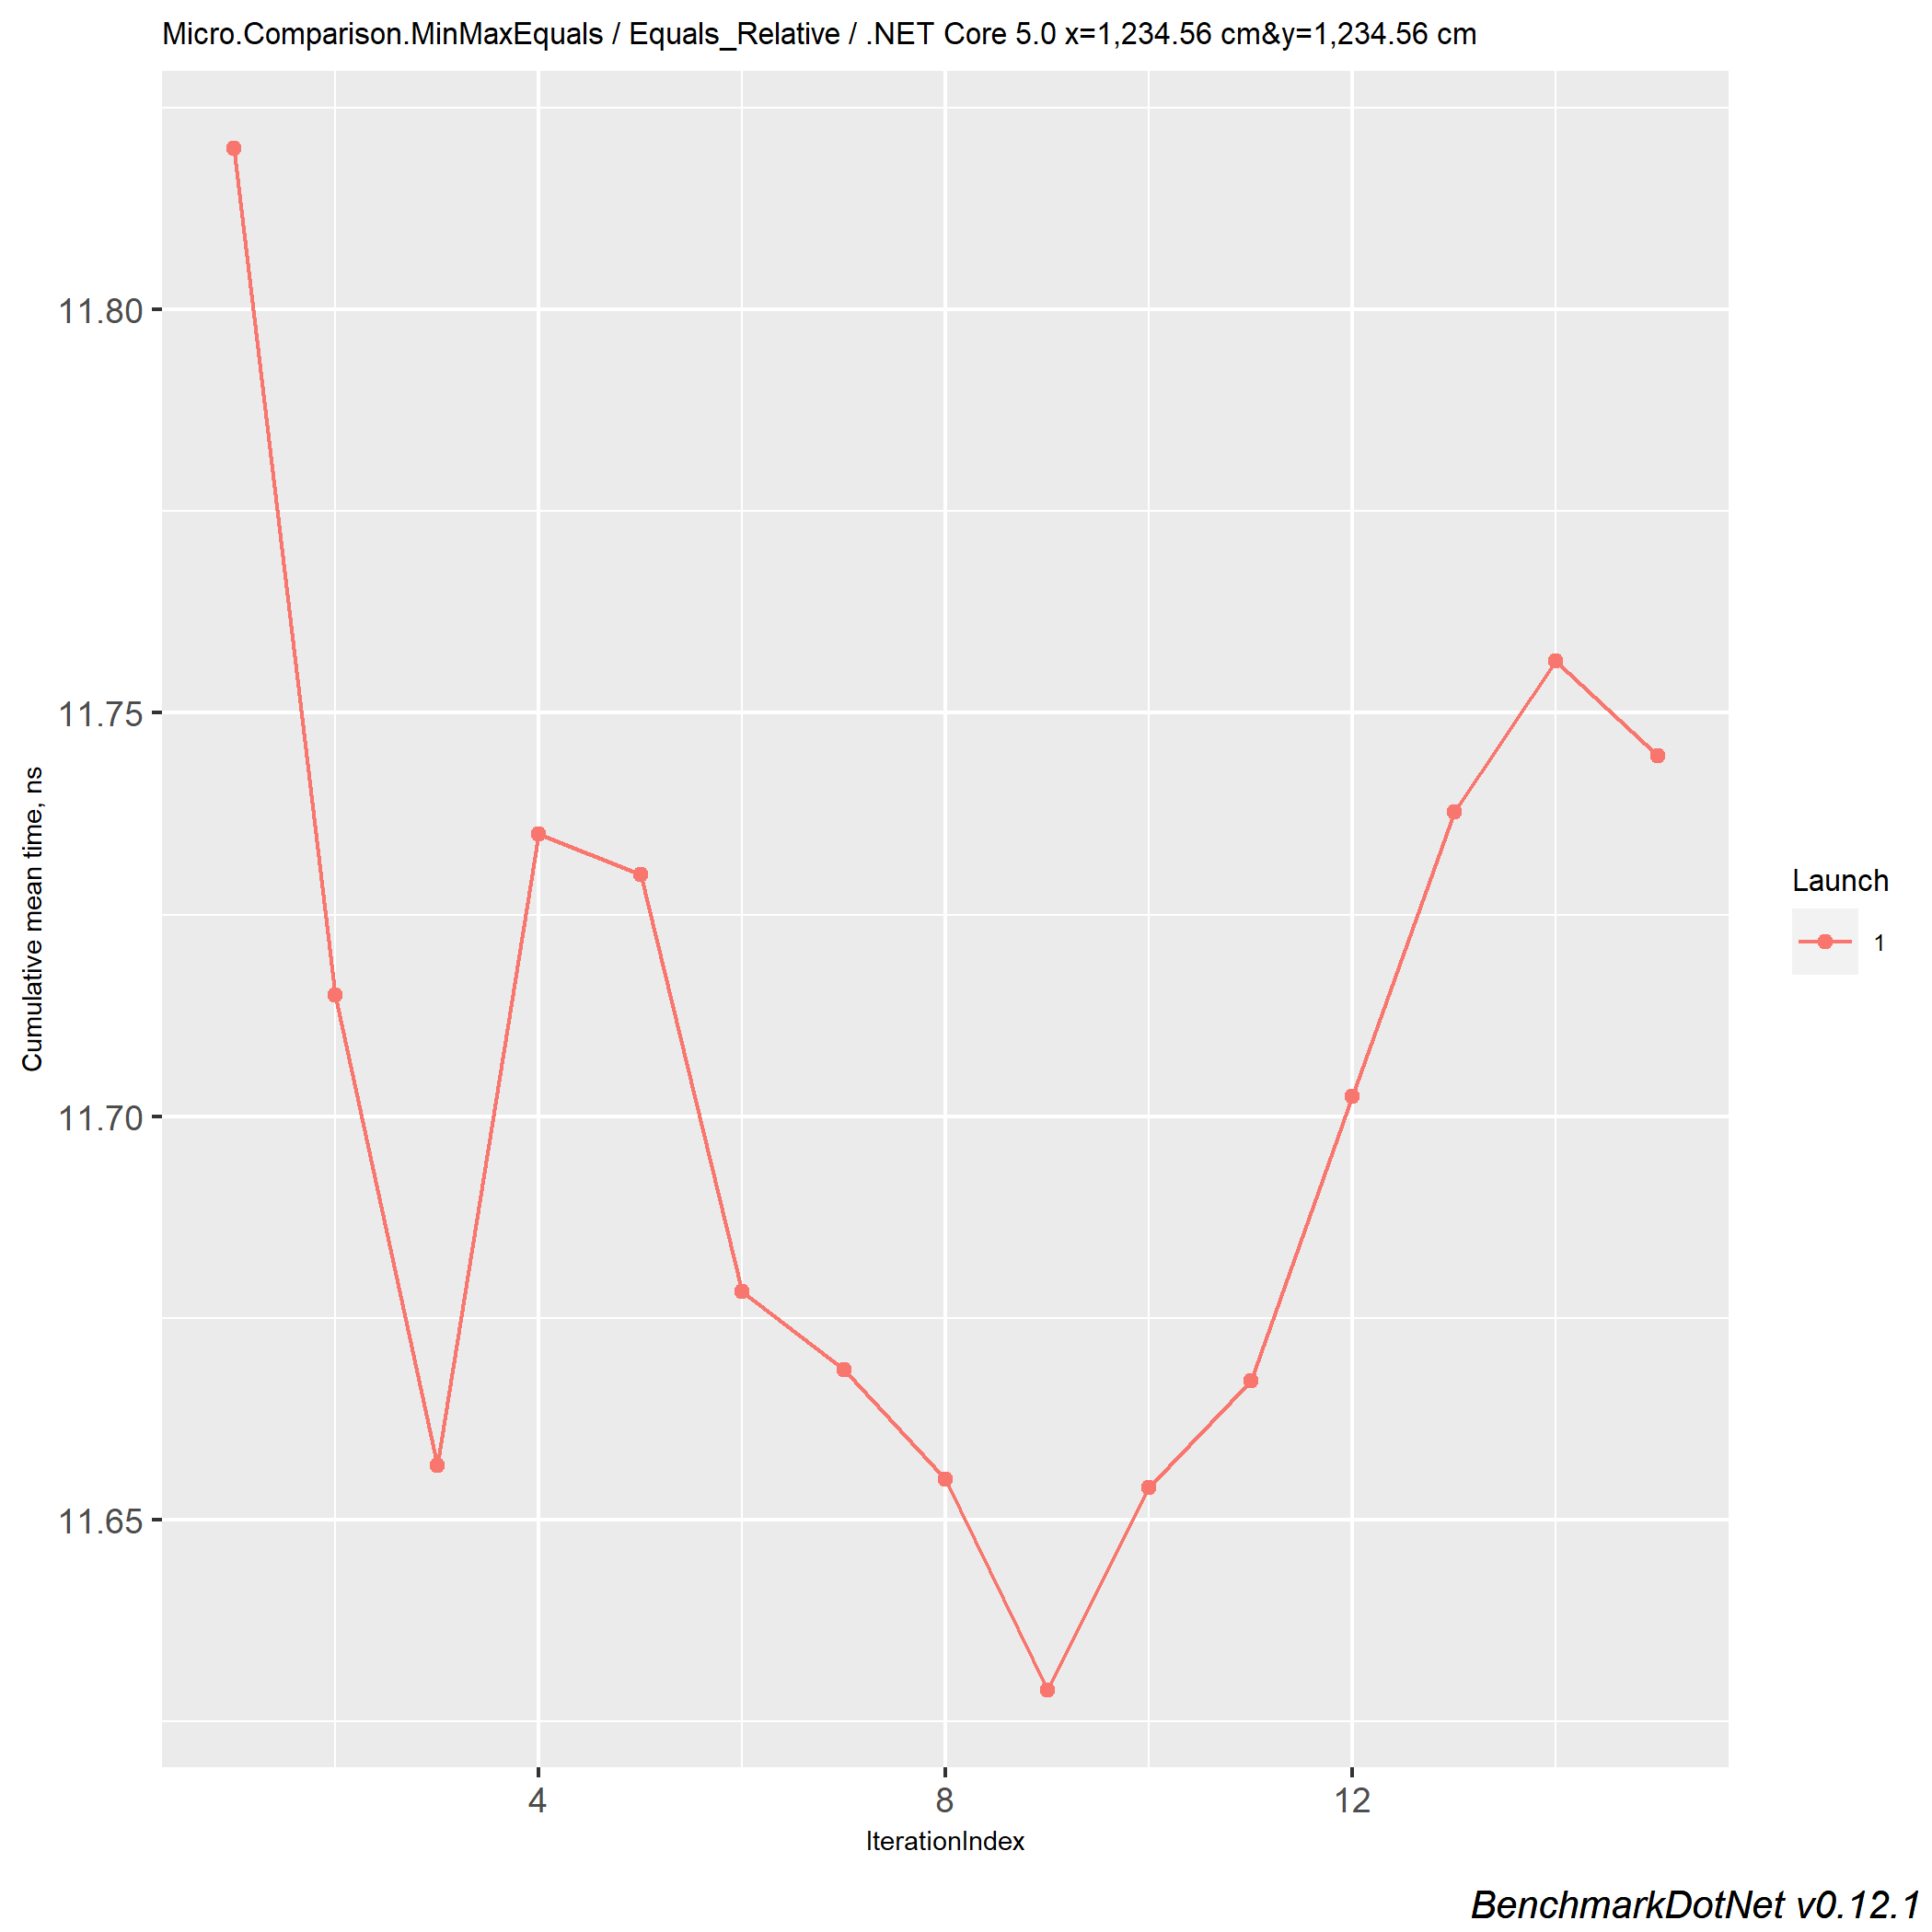 Micro.Comparison.MinMaxEquals / Equals_Relative / .NET Core 5.0 x=1,234.56 cm&y=1,234.56 cm
11.80
11.75
11.70
11.65
Cumulative mean time, ns
4
8
12
IterationIndex
Launch
1
BenchmarkDotNet v0.12.1